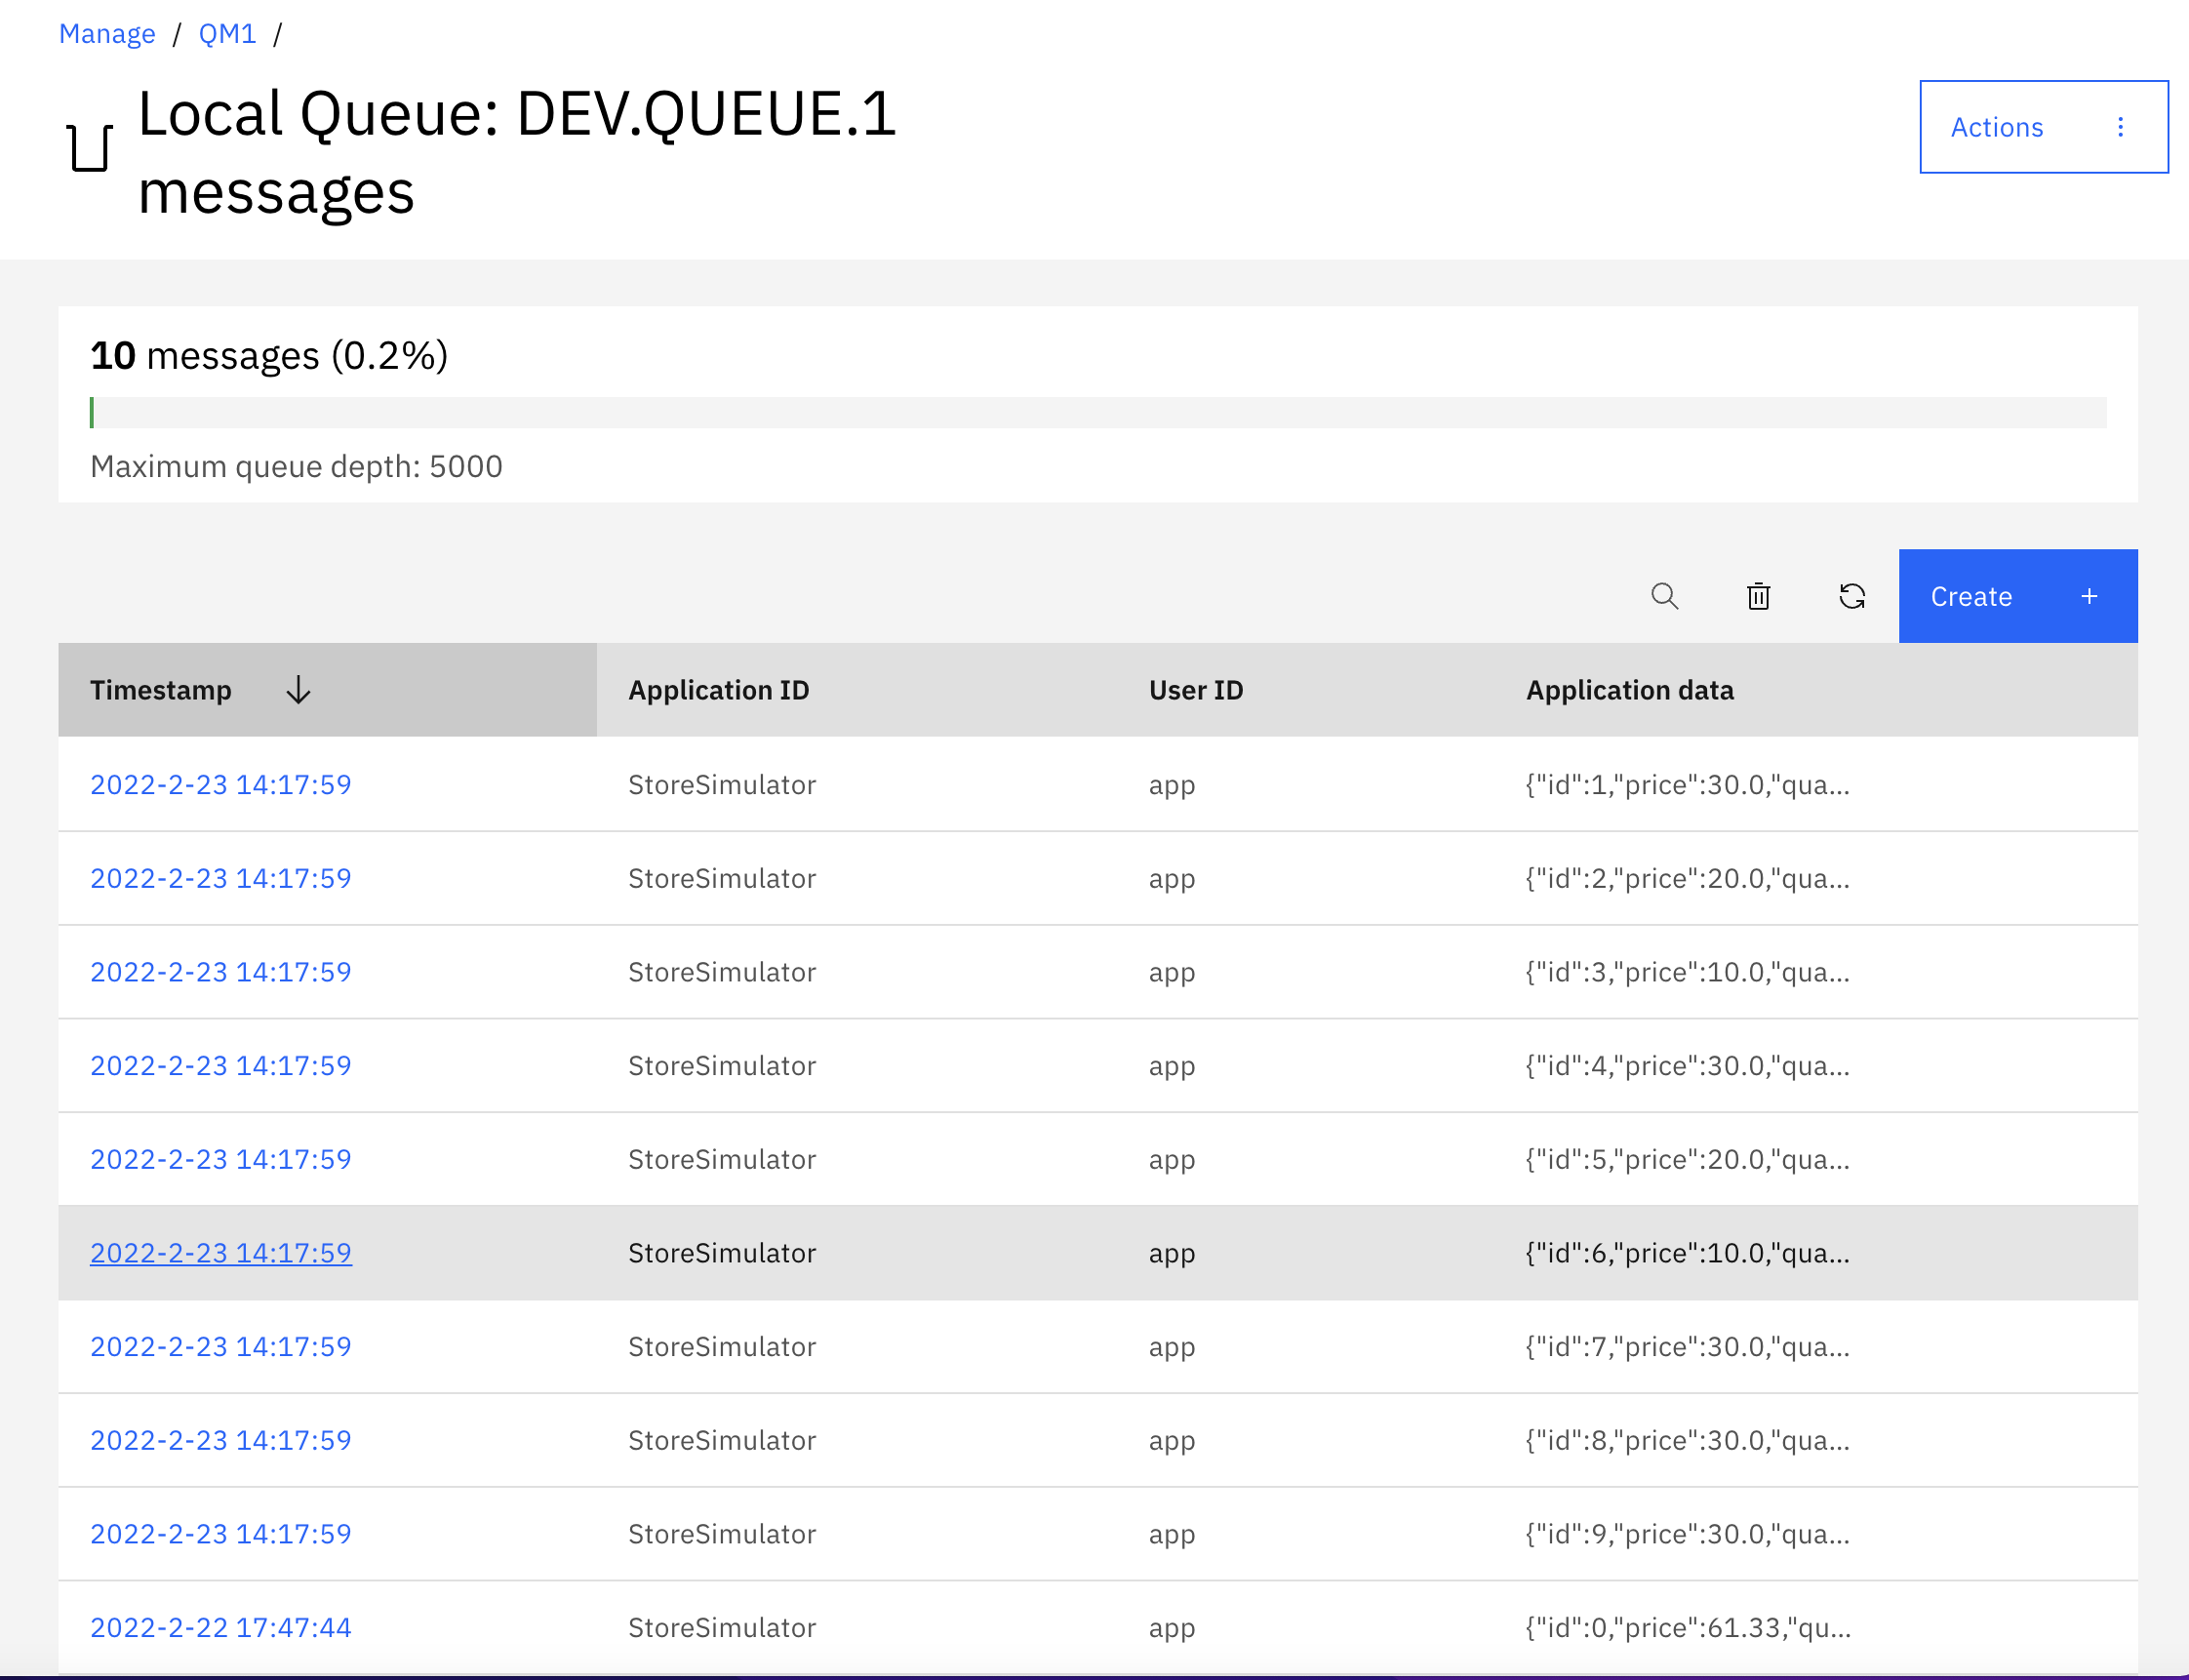 Manage / QM1 /
Local Queue: DEV.QUEUE.1
messages
Actions
10 messages (0.2%)
Maximum queue depth: 5000
Create +
Timestamp Application ID User ID Application data
2022-2-23 14:17:59 StoreSimulator app {"id":1,"price":30.0,"qua...
2022-2-23 14:17:59 StoreSimulator app {"id":2,"price":20.0,"qua...
2022-2-23 14:17:59 StoreSimulator app {"id":3,"price":10.0,"qua...
2022-2-23 14:17:59 StoreSimulator app {"id":4,"price":30.0,"qua...
2022-2-23 14:17:59 StoreSimulator app {"id":5,"price":20.0,"qua...
2022-2-23 14:17:59 StoreSimulator app {"id":6,"price":10.0,"qua...
2022-2-23 14:17:59 StoreSimulator app {"id":7,"price":30.0,"qua...
2022-2-23 14:17:59 StoreSimulator app {"id":8,"price":30.0,"qua...
2022-2-23 14:17:59 StoreSimulator app {"id":9,"price":30.0,"qua...
2022-2-22 17:47:44 StoreSimulator app {"id":0,"price":61.33,"qu...